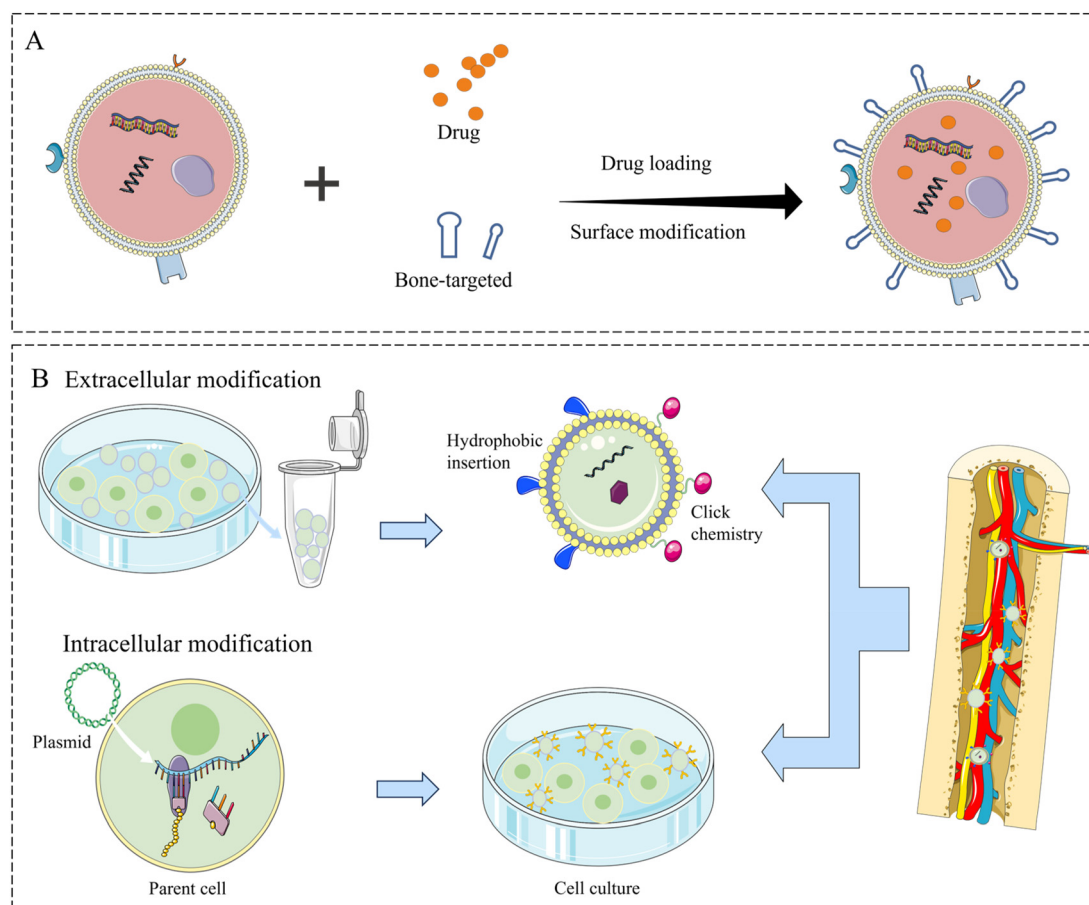 A
Drug
Bone-targeted
Drug loading
Surface modification
B
Extracellular modification
Hydrophobic
insertion
Click
chemistry
Intracellular modification
Plasmid
Parent cell
Cell culture